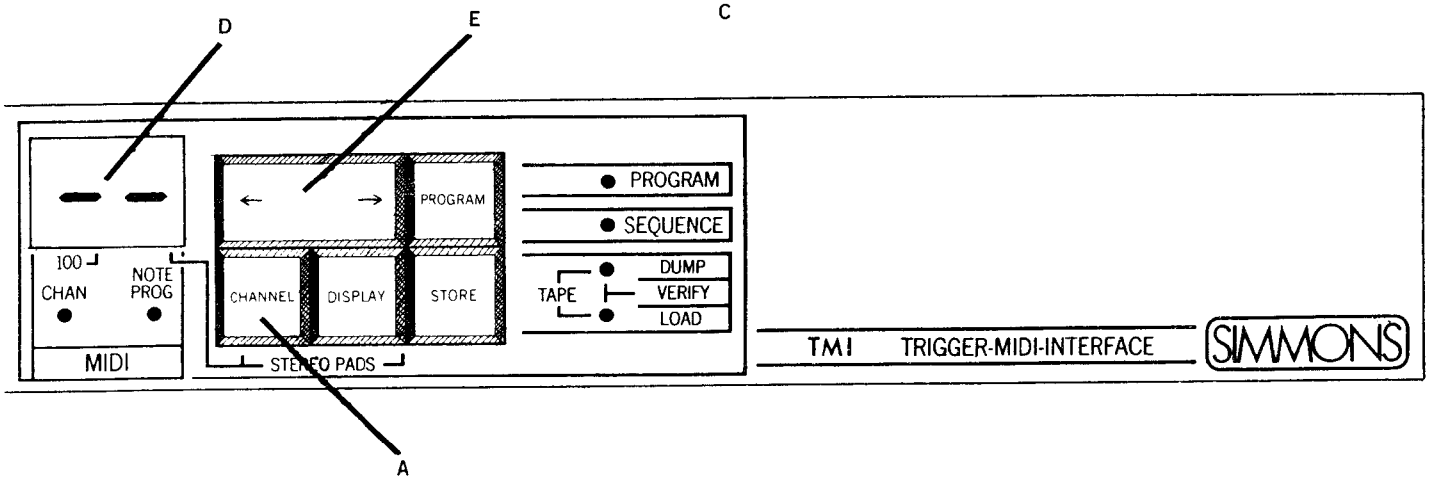 D
E
C
← →
PROGRAM
CHANNEL
DISPLAY
STORE
100
CHAN
NOTE
PROG
MIDI
STEREO PADS
PROGRAM
SEQUENCE
TAPE
DUMP
VERIFY
LOAD
TMI TRIGGER-MIDI-INTERFACE
SIMMONS
A